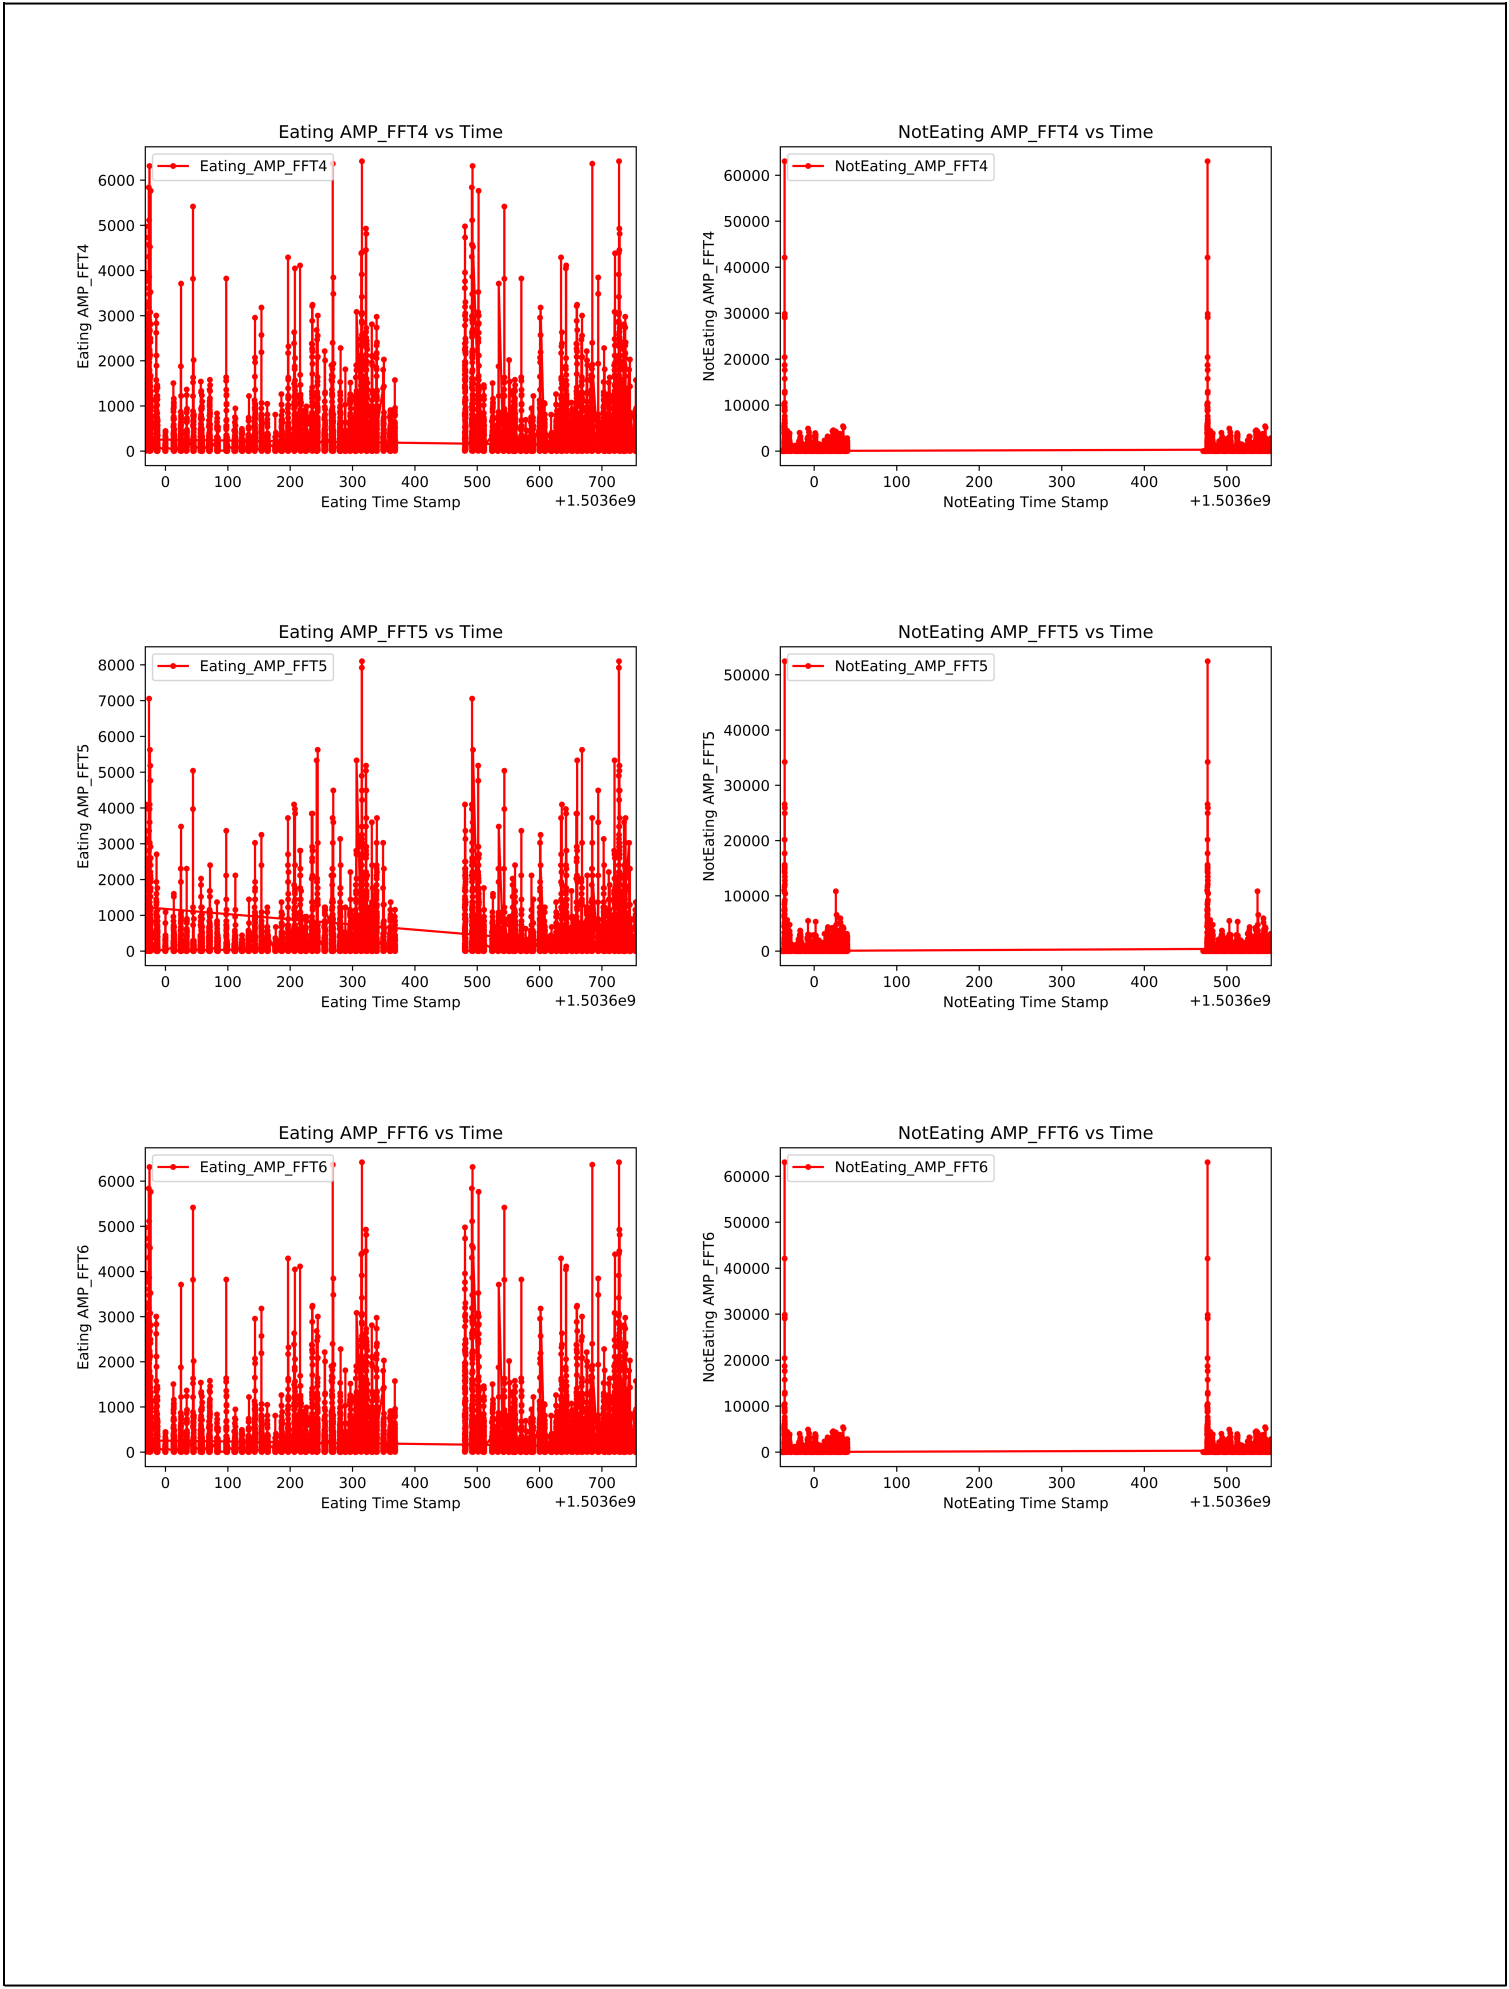 Eating AMP_FFT4 vs Time
Eating_AMP_FFT4
Eating AMP_FFT4
6000
5000
4000
3000
2000
1000
0
0 100 200 300 400 500 600 700
Eating Time Stamp
+1.5036e9
NotEating AMP_FFT4 vs Time
NotEating_AMP_FFT4
NotEating AMP_FFT4
60000
50000
40000
30000
20000
10000
0
0 100 200 300 400 500
NotEating Time Stamp
+1.5036e9
Eating AMP_FFT5 vs Time
Eating_AMP_FFT5
Eating AMP_FFT5
8000
7000
6000
5000
4000
3000
2000
1000
0
0 100 200 300 400 500 600 700
Eating Time Stamp
+1.5036e9
NotEating AMP_FFT5 vs Time
NotEating_AMP_FFT5
NotEating AMP_FFT5
50000
40000
30000
20000
10000
0
0 100 200 300 400 500
NotEating Time Stamp
+1.5036e9
Eating AMP_FFT6 vs Time
Eating_AMP_FFT6
Eating AMP_FFT6
6000
5000
4000
3000
2000
1000
0
0 100 200 300 400 500 600 700
Eating Time Stamp
+1.5036e9
NotEating AMP_FFT6 vs Time
NotEating_AMP_FFT6
NotEating AMP_FFT6
60000
50000
40000
30000
20000
10000
0
0 100 200 300 400 500
NotEating Time Stamp
+1.5036e9